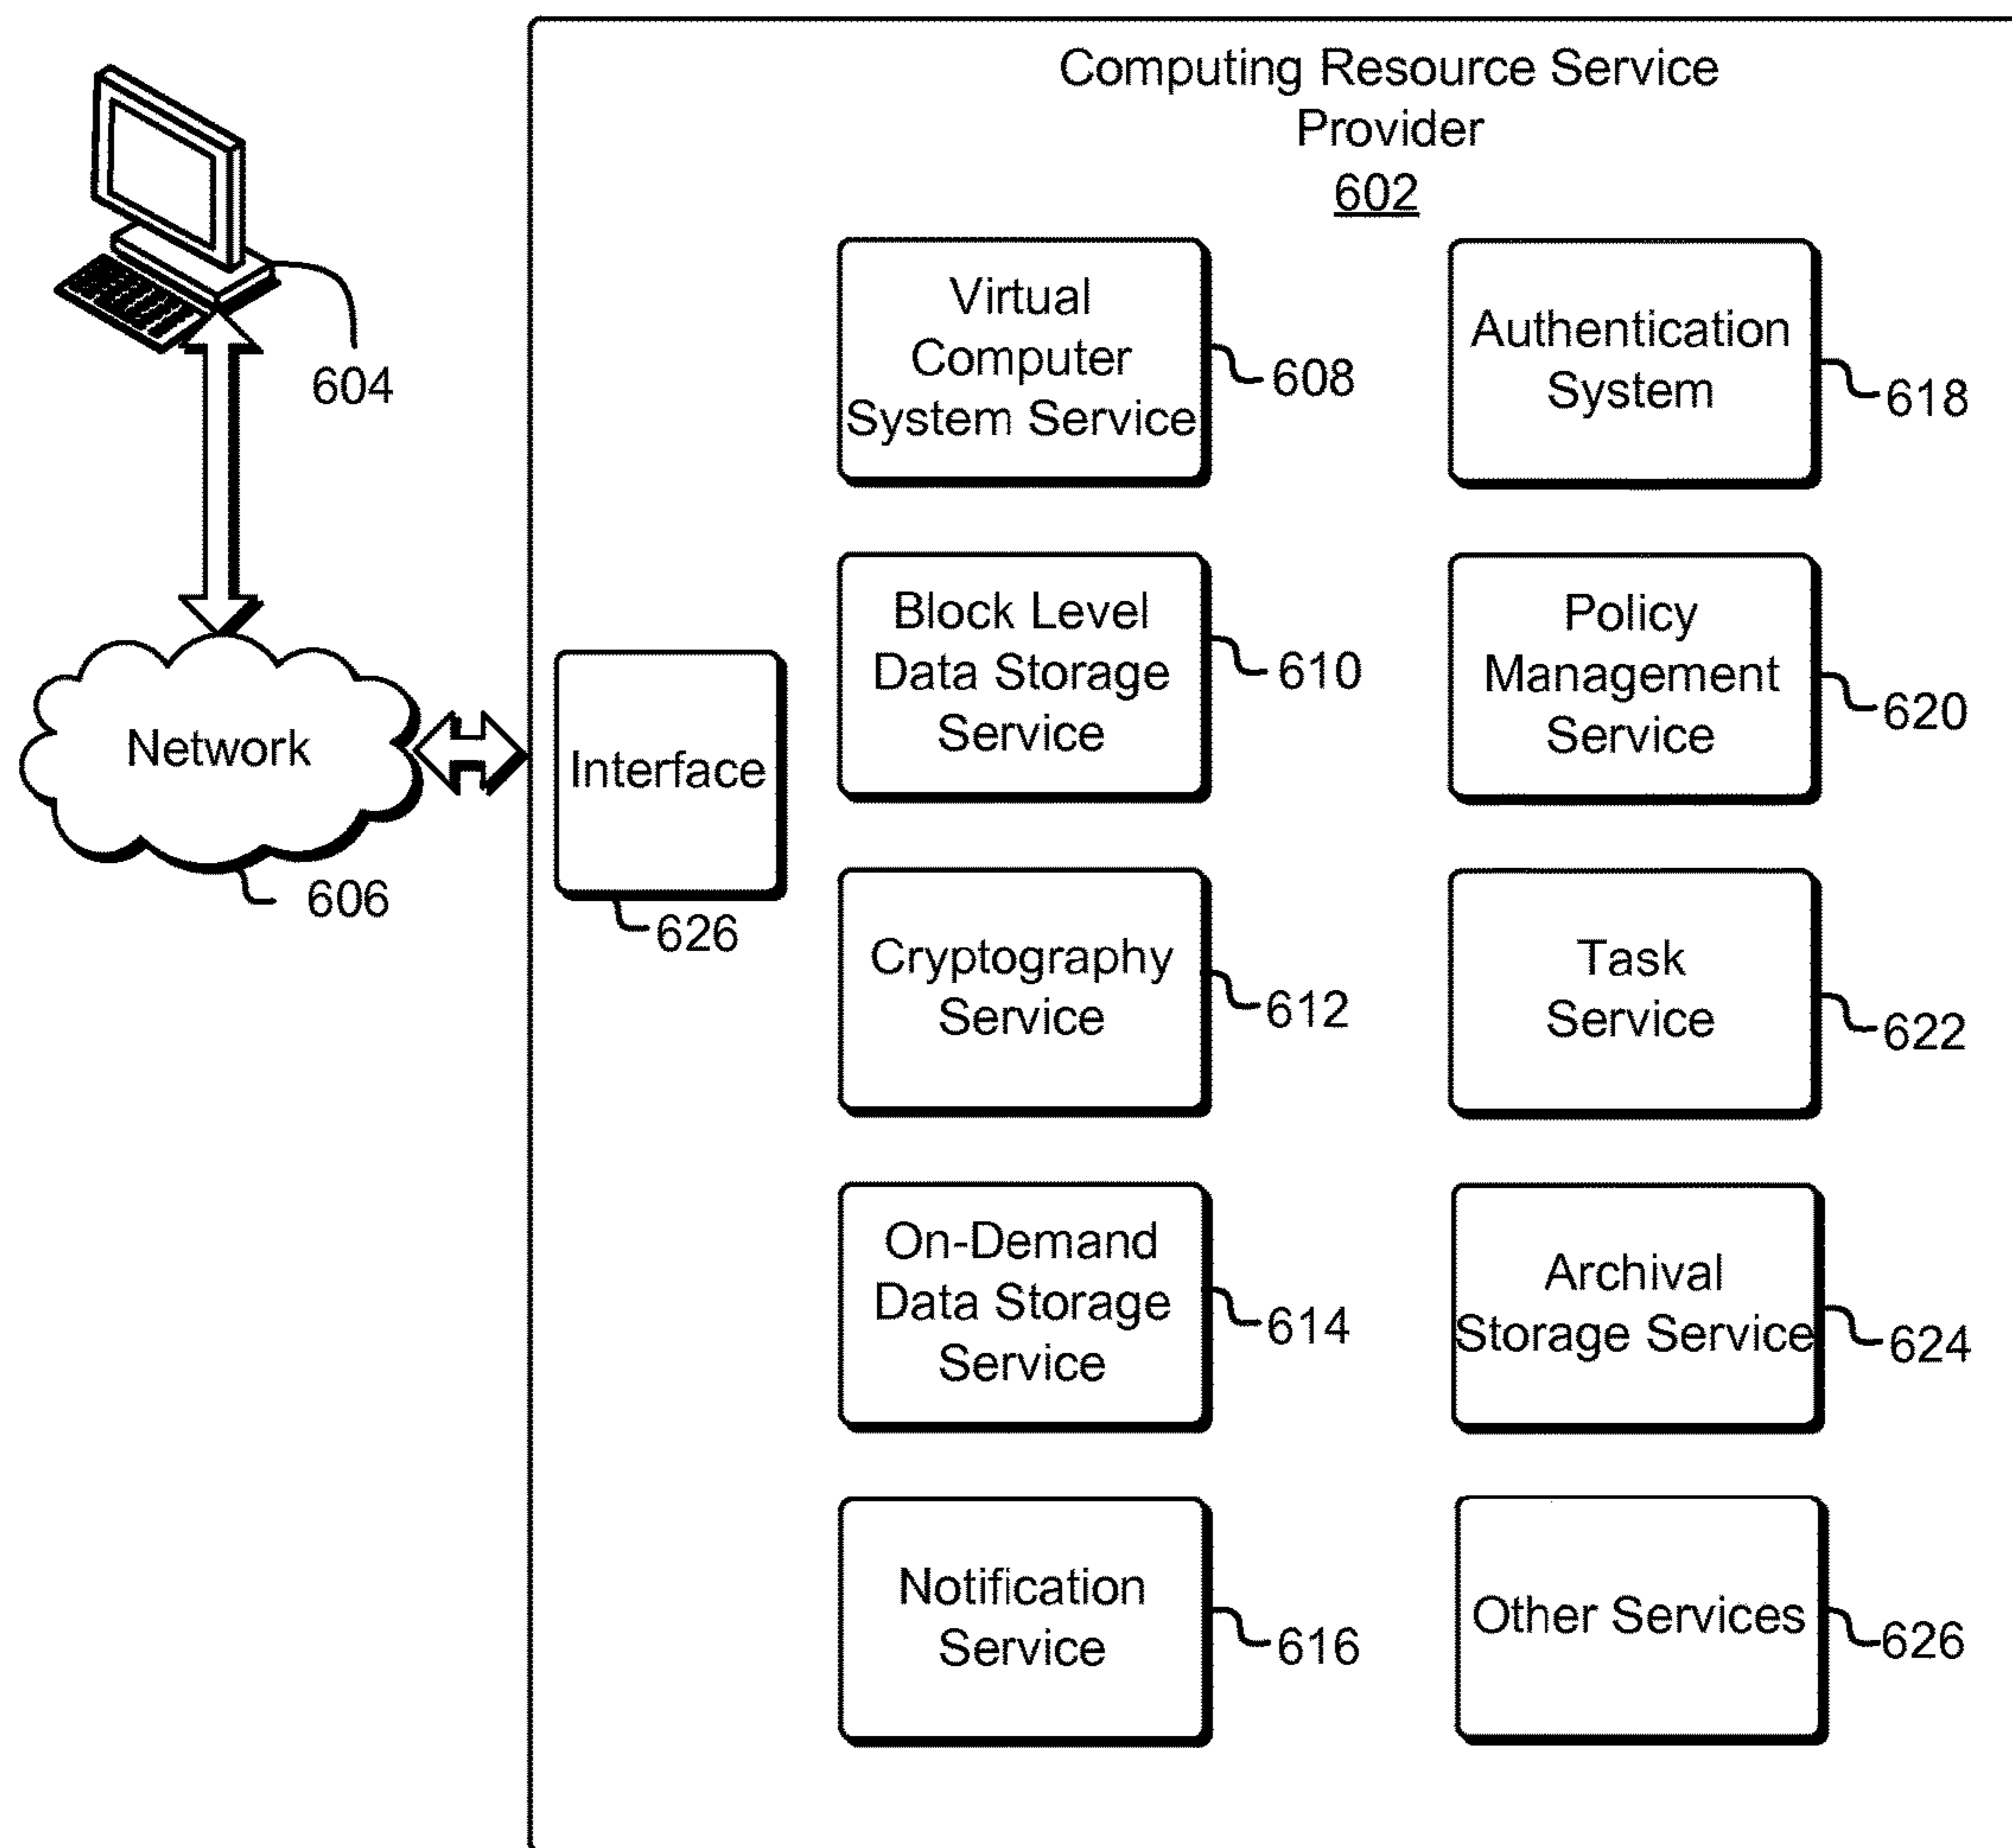 Computing Resource Service
Provider
602
604
Network
606
Interface
626
Virtual
Computer
System Service
608
Authentication
System
618
Block Level
Data Storage
Service
610
Policy
Management
Service
620
Cryptography
Service
612
Task
Service
622
On-Demand
Data Storage
Service
614
Archival
Storage Service
624
Notification
Service
616
Other Services
626